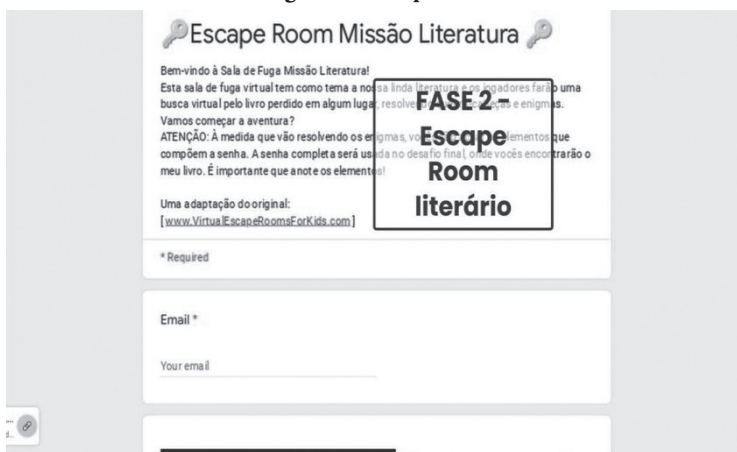 Escape Room Missão Literatura
Bem-vindo à Sala de Fuga Missão Literatura!
Esta sala de fuga virtual tem como tema a nossa linda literatura e os jogadores farão uma
busca virtual pelo livro perdido em algum lugar, resolvendo enigmas.
Vamos começar a aventura?
ATENÇÃO: À medida que vão resolvendo os enigmas, elementos que
compõem a senha. A senha completa será usada no desafio final, onde vocês encontrarão o
meu livro. É importante que anote os elementos!
FASE 2 –
Escape
Room
literário
Uma adaptação do original:
[www.VirtualEscapeRoomsForKids.com]
* Required
Email *
Your email